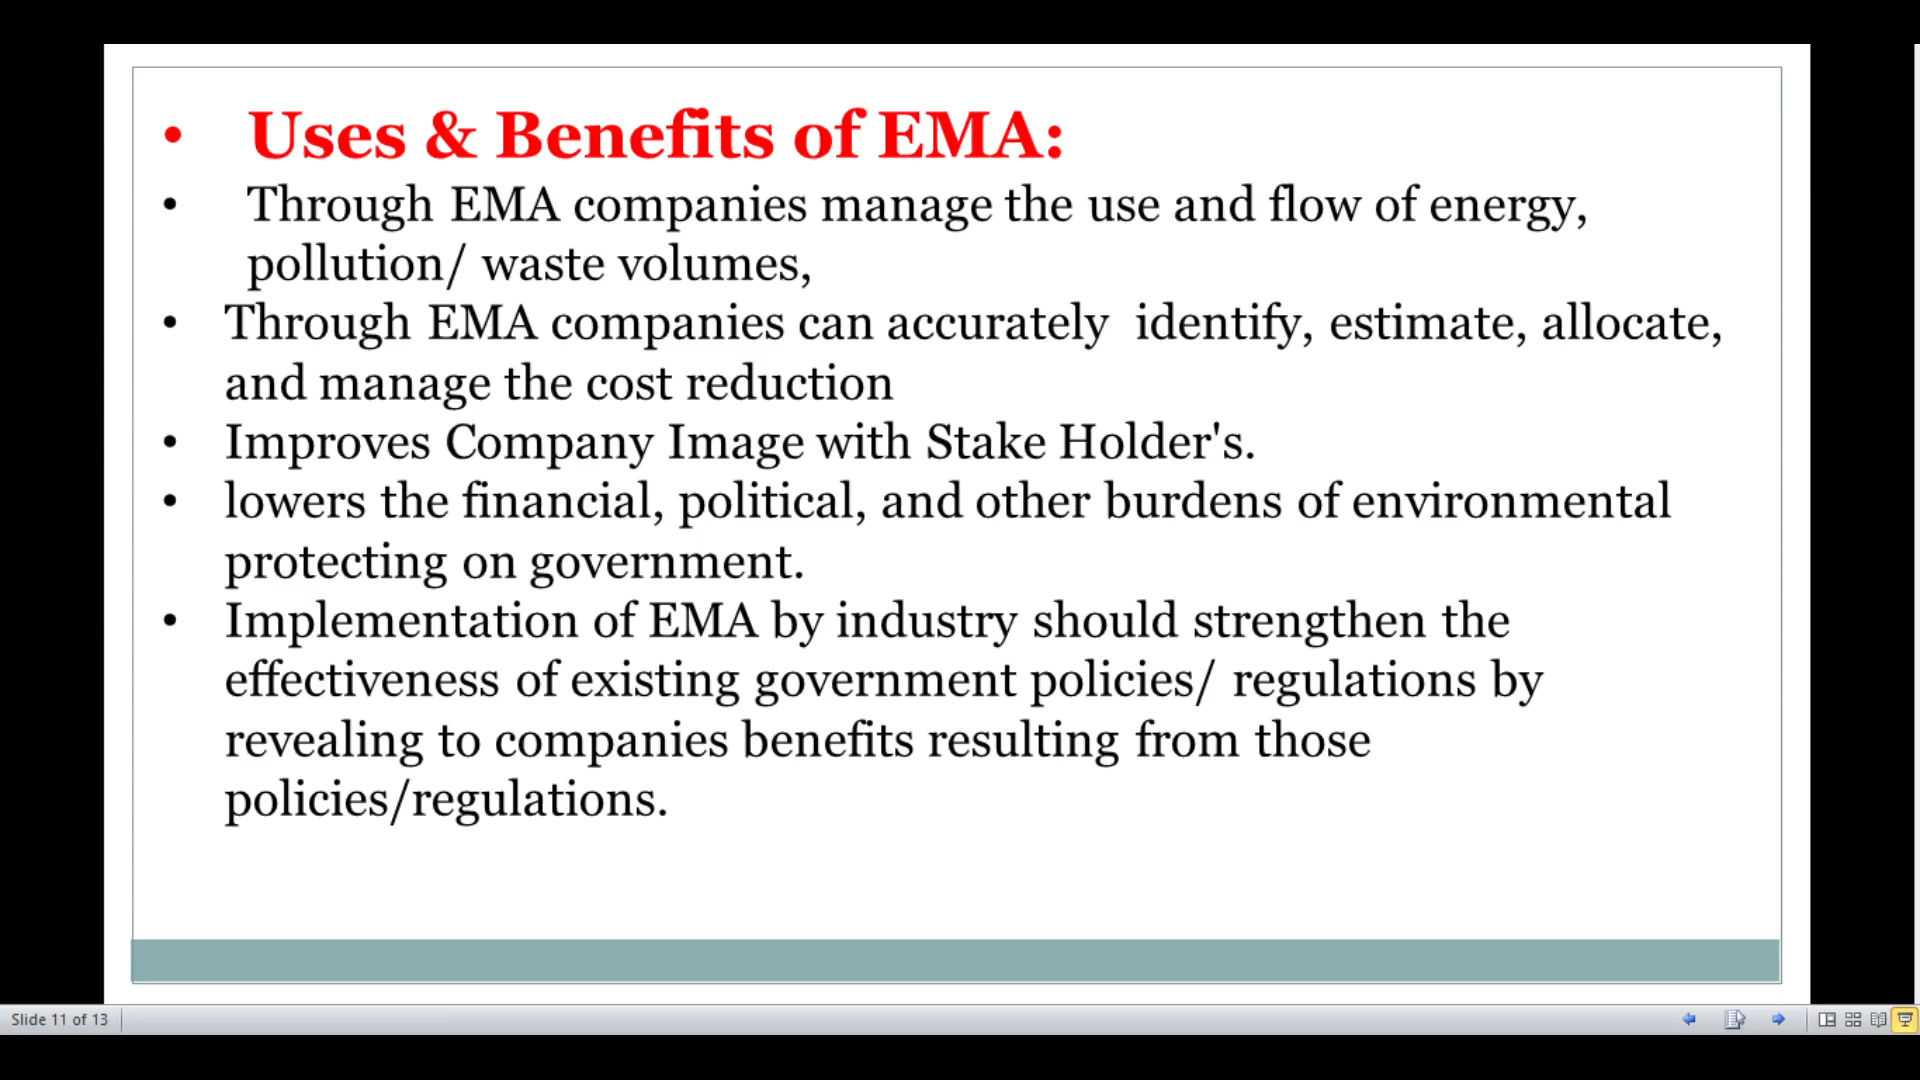 • Uses & Benefits of EMA:
• Through EMA companies manage the use and flow of energy,
pollution/ waste volumes,
• Through EMA companies can accurately  identify, estimate, allocate,
and manage the cost reduction
• Improves Company Image with Stake Holder's.
• lowers the financial, political, and other burdens of environmental
protecting on government.
• Implementation of EMA by industry should strengthen the
effectiveness of existing government policies/ regulations by
revealing to companies benefits resulting from those
policies/regulations.
Slide 11 of 13